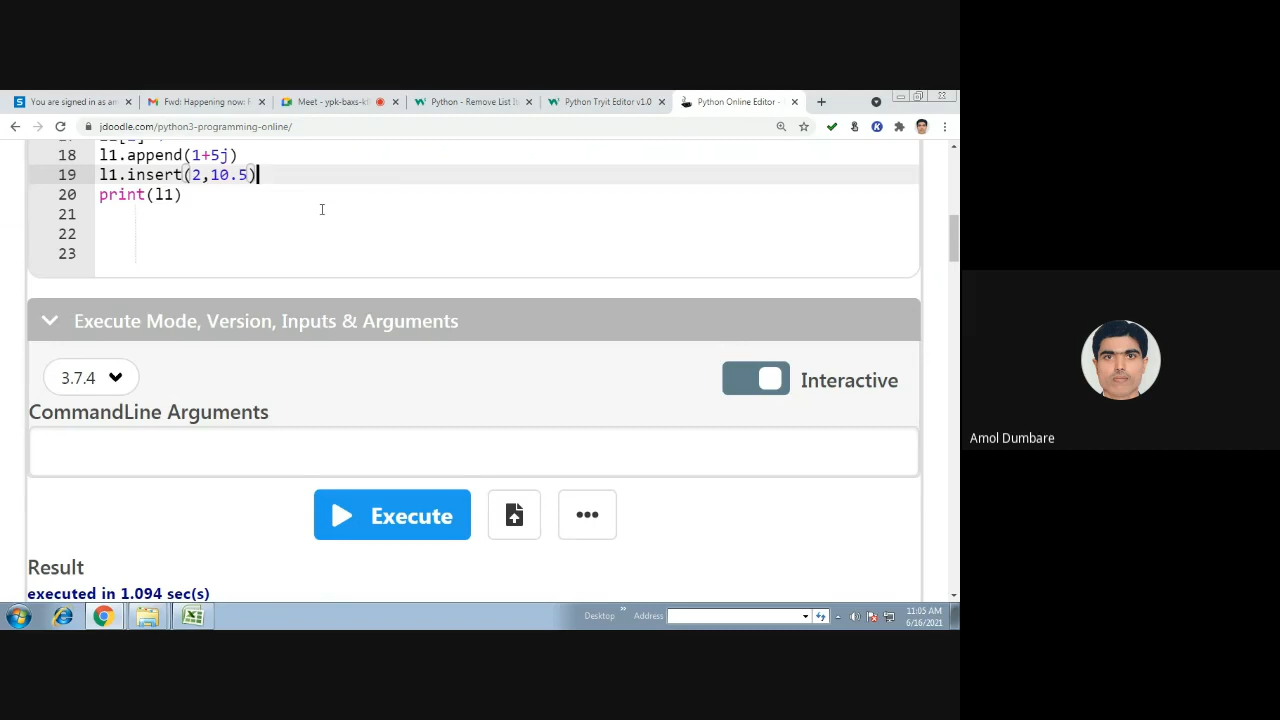 You are signed in as an
Fwd: Happening now: F
Meet - ypk-baxs-kf
Python - Remove List It
Python Tryit Editor v1.0
Python Online Editor -
jdoodle.com/python3-programming-online/
18 l1.append(1+5j)
19 l1.insert(2,10.5)
20 print(l1)
21
22
23
Execute Mode, Version, Inputs & Arguments
3.7.4
Interactive
CommandLine Arguments
Execute
Result
executed in 1.094 sec(s)
Desktop
Address
11:05 AM
6/16/2021
Amol Dumbare